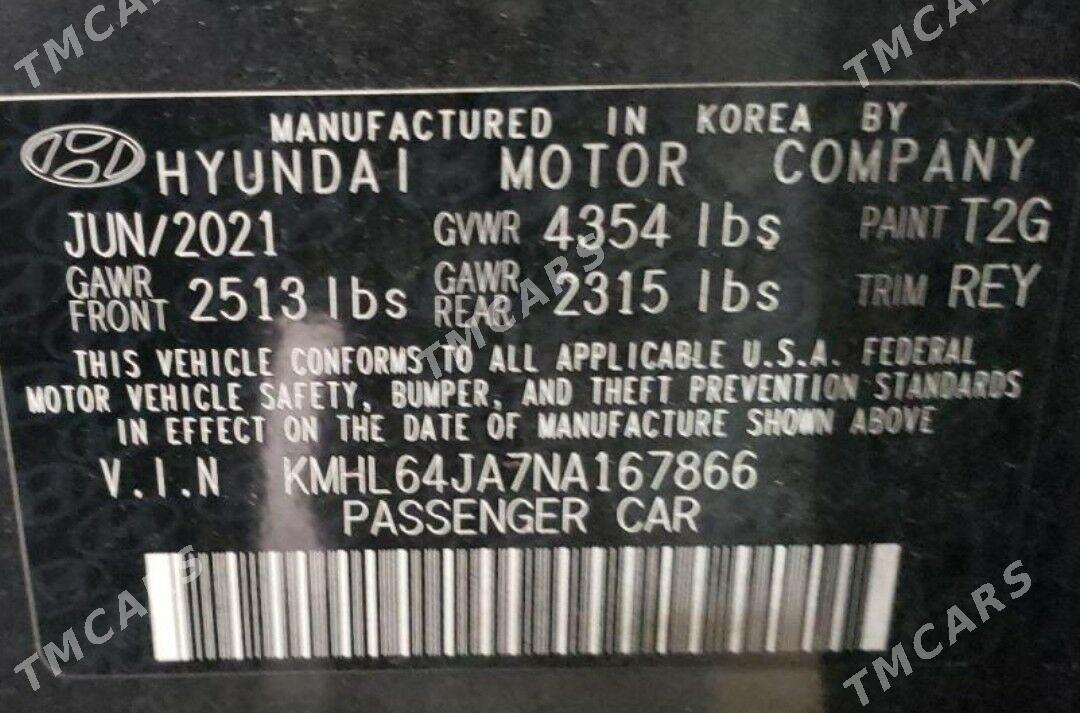 TMCARS
TMCARS
MANUFACTURED IN KOREA BY
HYUNDAI MOTOR COMPANY
JUN/2021 GVWR 4354 lbs PAINT T2G
GAWR FRONT 2513 lbs GAWR REAR 2315 lbs TRIM REY
TMCARS
THIS VEHICLE CONFORMS TO ALL APPLICABLE U.S.A. FEDERAL
MOTOR VEHICLE SAFETY, BUMPER, AND THEFT PREVENTION STANDARDS
IN EFFECT ON THE DATE OF MANUFACTURE SHOWN ABOVE
V.I.N KMHL64JA7NA167866
PASSENGER CAR
TMCARS
TMCARS